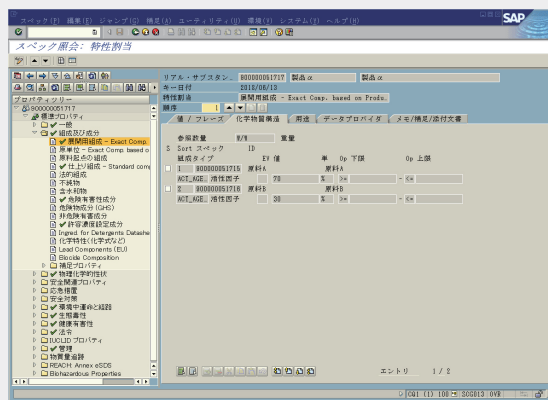 スペック(P) 編集(E) ジャンプ(G) 補足(A) ユーティリティ(U) 環境(V) システム(Y) ヘルプ(H)
SAP
スペック照会: 特性割当
リアル・サブスタン… 800000051717 製品α 製品α
キー日付 2018/06/13
特性割当 展開用組成 - Exact Comp. based on Produ…
順序 1
プロパティツリー
800000051717
標準プロパティ
一般
組成及び成分
展開用組成 - Exact Comp.
原単位 - Exact Comp based o
原料起点の組成
仕上り組成 - Standard comp
法的組成
不純物
含水和物
危険有害性成分
危険物成分 (GHS)
非危険有害成分
許容濃度設定成分
Ingred for Detergents Datashe
化学特性(化学式など)
Lead Components (EU)
Biocide Composition
補足プロパティ
物理化学的性状
安全関連プロパティ
応急措置
安全対策
環境中運命と経路
生態毒性
健康有害性
法令
IUCLID プロパティ
管理
物質量追跡
REACH: Annex eSDS
Biohazardous Properties
値 / フレーズ 化学物質構造 用途 データプロバイダ メモ/補足/添付文書
参照数量 W/W 重量
S Sort スペック ID
組成タイプ EV 値 単 Op 下限 Op 上限
1 800000051715 原料A 原料A
ACT_AGE… 活性因子 70 % >= - <=
2 800000051716 原料B 原料B
ACT_AGE… 活性因子 30 % >= - <=
エントリ 1 / 2
CQ1 (1) 100 SCG013 OVR